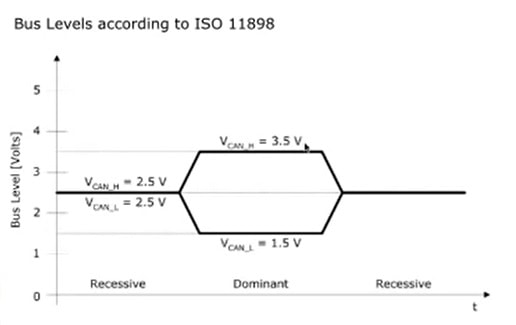 Bus Levels according to ISO 11898
Bus Level [Volts]
5
4
3
2
1
0
V_CAN_H = 3.5 V
V_CAN_H = 2.5 V
V_CAN_L = 2.5 V
V_CAN_L = 1.5 V
Recessive Dominant Recessive
t